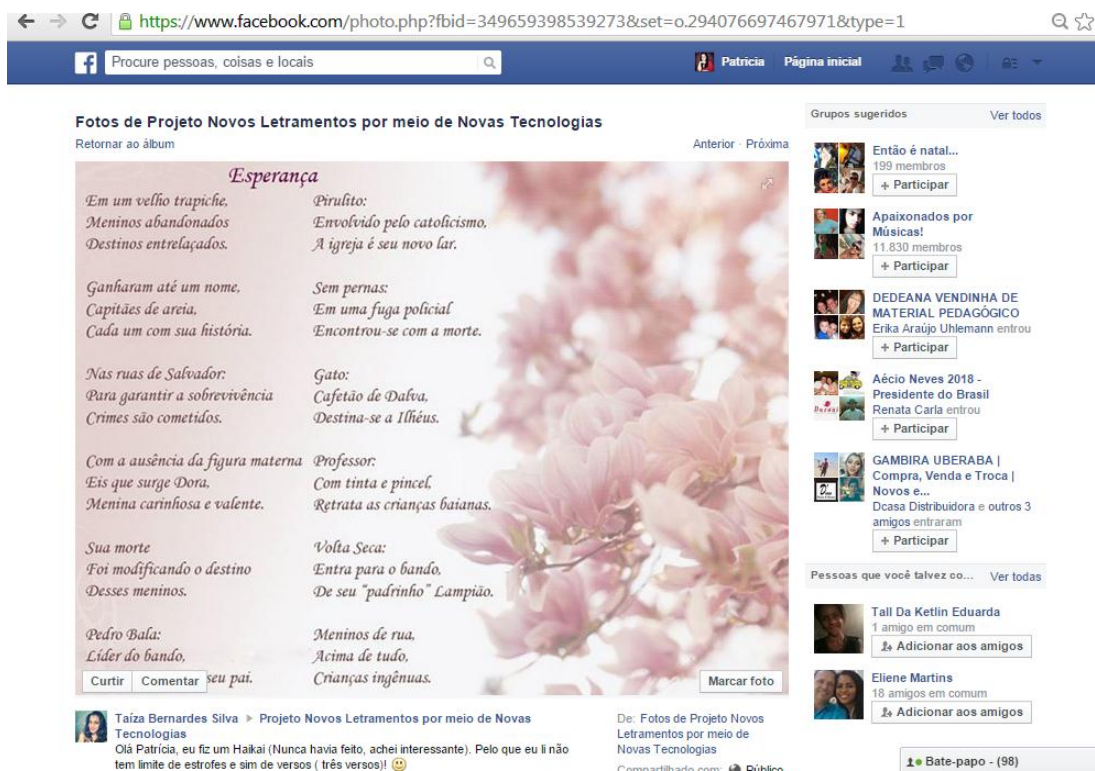 https://www.facebook.com/photo.php?fbid=349659398539273&set=o.294076697467971&type=1
Procure pessoas, coisas e locais
Patricia Página inicial
Fotos de Projeto Novos Letramentos por meio de Novas Tecnologias
Retornar ao álbum
Anterior · Próxima
Esperança
Em um velho trapiche,
Meninos abandonados
Destinos entrelaçados.
Ganharam até um nome,
Capitães de areia,
Cada um com sua história.
Nas ruas de Salvador:
Para garantir a sobrevivência
Crimes são cometidos.
Com a ausência da figura materna
Eis que surge Dora,
Menina carinhosa e valente.
Sua morte
Foi modificando o destino
Desses meninos.
Pedro Bala:
Líder do bando,
seu pai.
Pirulito:
Envolvido pelo catolicismo,
A igreja é seu novo lar.
Sem pernas:
Em uma fuga policial
Encontrou-se com a morte.
Gato:
Cafetão de Dalva,
Destina-se a Ilhéus.
Professor:
Com tinta e pincel,
Retrata as crianças baianas.
Volta Seca:
Entra para o bando,
De seu "padrinho" Lampião.
Meninos de rua,
Acima de tudo,
Crianças ingênuas.
Curtir Comentar
Marcar foto
Taíza Bernardes Silva ▸ Projeto Novos Letramentos por meio de Novas
Tecnologias
Olá Patrícia, eu fiz um Haikai (Nunca havia feito, achei interessante). Pelo que eu li não
tem limite de estrofes e sim de versos ( três versos)!
De: Fotos de Projeto Novos
Letramentos por meio de
Novas Tecnologias
Compartilhado com: Público
Grupos sugeridos Ver todos
Então é natal...
199 membros
+ Participar
Apaixonados por
Músicas!
11.830 membros
+ Participar
DEDEANA VENDINHA DE
MATERIAL PEDAGÓGICO
Erika Araújo Uhlemann entrou
+ Participar
Aécio Neves 2018 -
Presidente do Brasil
Renata Carla entrou
+ Participar
GAMBIRA UBERABA |
Compra, Venda e Troca |
Novos e...
Dcasa Distribuidora e outros 3
amigos entraram
+ Participar
Pessoas que você talvez co... Ver todas
Tall Da Ketlin Eduarda
1 amigo em comum
Adicionar aos amigos
Eliene Martins
18 amigos em comum
Adicionar aos amigos
Bate-papo - (98)